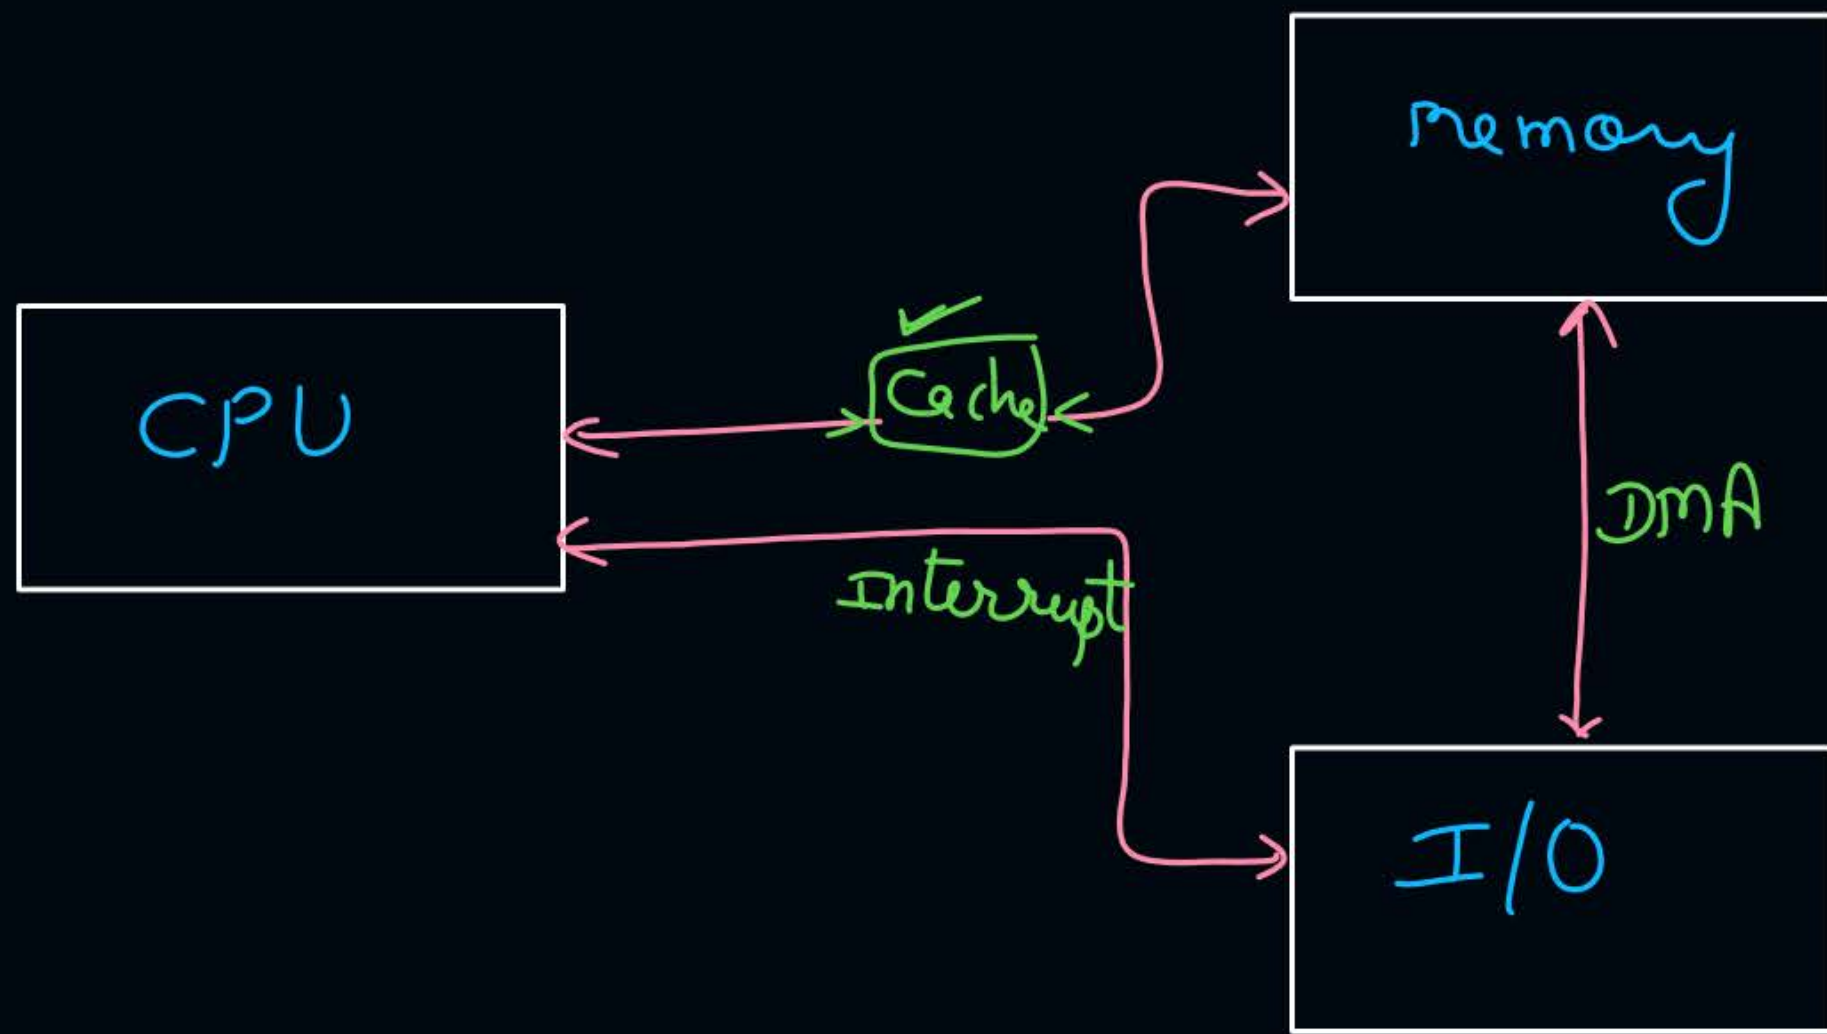 Memory
CPU
Cache
DMA
Interrupt
I/O